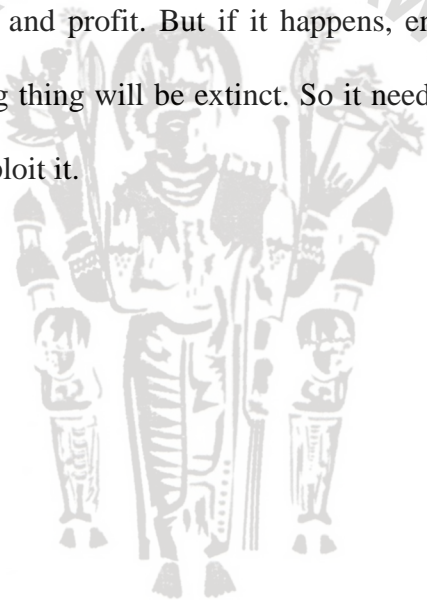 and profit. But if it happens, en
g thing will be extinct. So it need
ploit it.